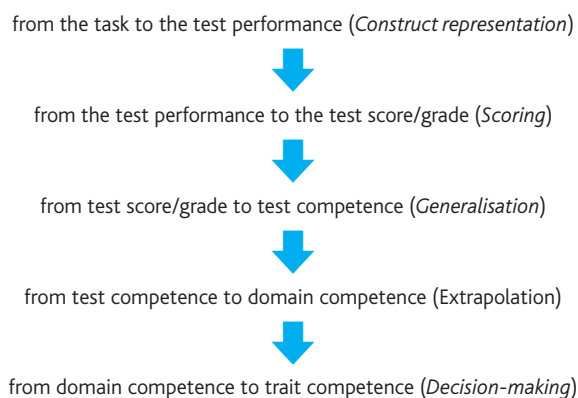 from the task to the test performance (Construct representation)
from the test performance to the test score/grade (Scoring)
from test score/grade to test competence (Generalisation)
from test competence to domain competence (Extrapolation)
from domain competence to trait competence (Decision-making)